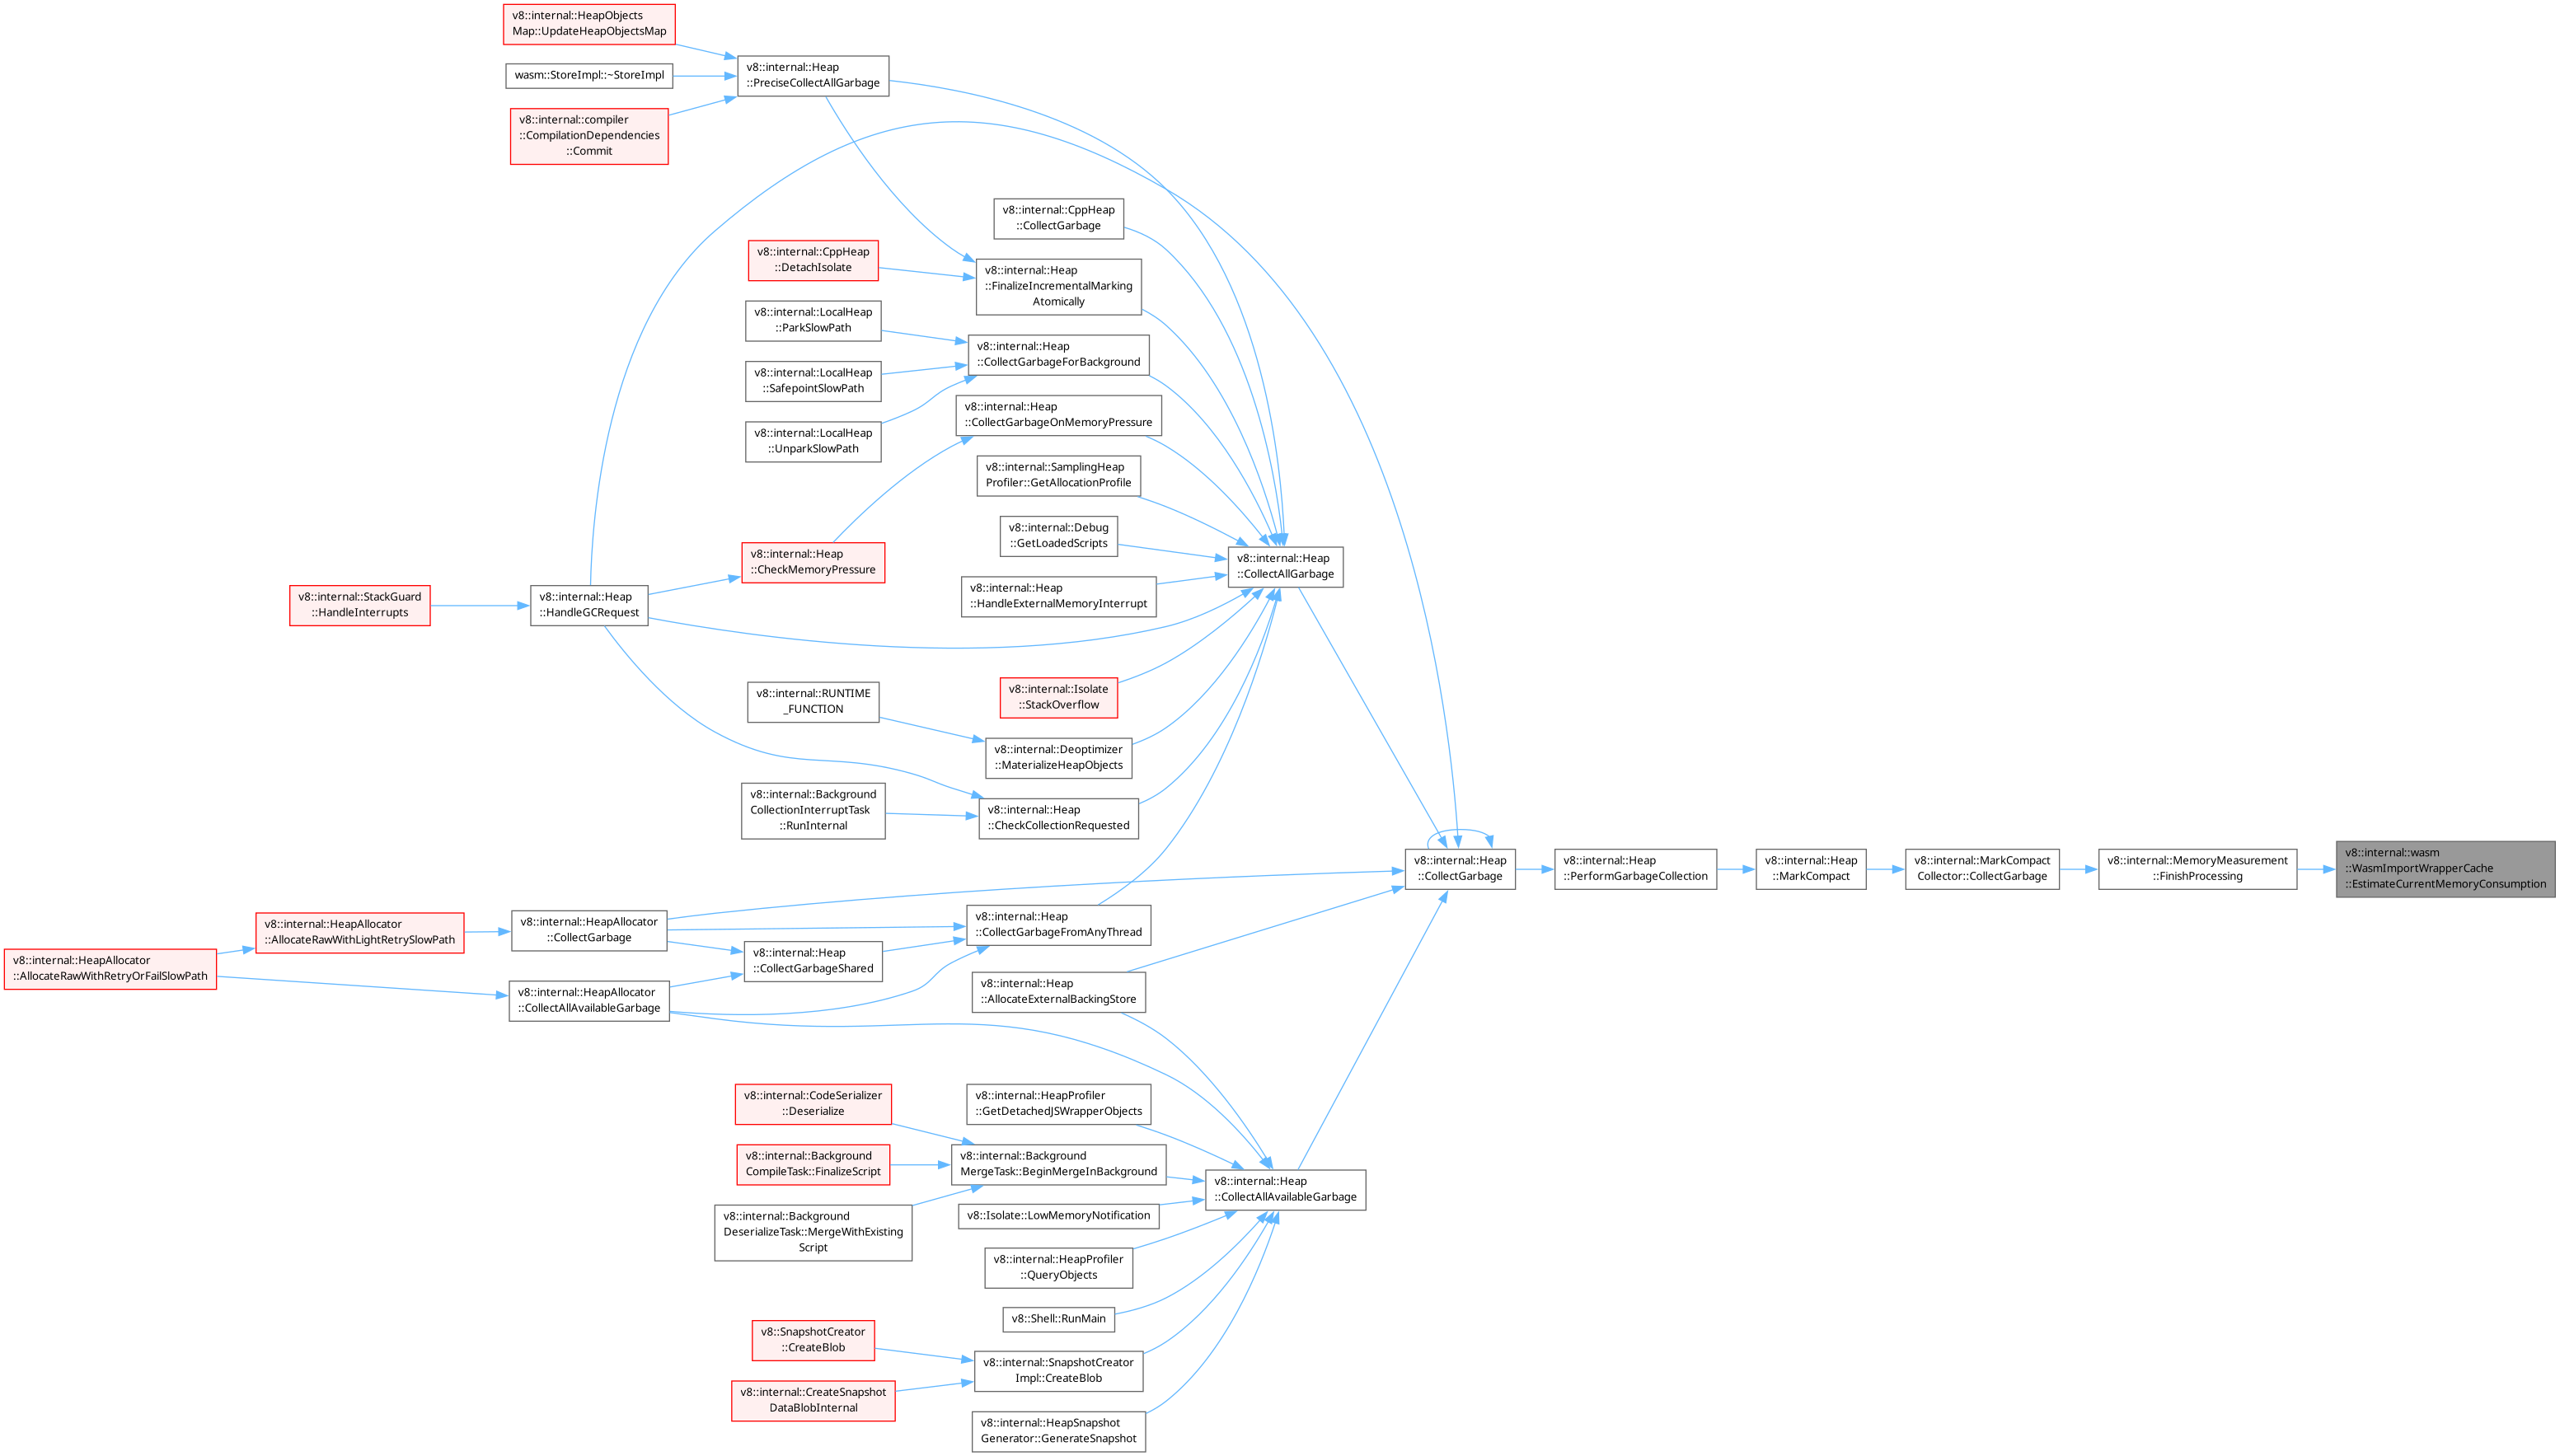 v8::internal::HeapObjects
Map::UpdateHeapObjectsMap
wasm::StoreImpl::~StoreImpl
v8::internal::compiler
::CompilationDependencies
::Commit
v8::internal::Heap
::PreciseCollectAllGarbage
v8::internal::CppHeap
::CollectGarbage
v8::internal::CppHeap
::DetachIsolate
v8::internal::Heap
::FinalizeIncrementalMarking
Atomically
v8::internal::LocalHeap
::ParkSlowPath
v8::internal::Heap
::CollectGarbageForBackground
v8::internal::LocalHeap
::SafepointSlowPath
v8::internal::LocalHeap
::UnparkSlowPath
v8::internal::Heap
::CollectGarbageOnMemoryPressure
v8::internal::SamplingHeap
Profiler::GetAllocationProfile
v8::internal::Debug
::GetLoadedScripts
v8::internal::Heap
::CheckMemoryPressure
v8::internal::Heap
::CollectAllGarbage
v8::internal::Heap
::HandleExternalMemoryInterrupt
v8::internal::StackGuard
::HandleInterrupts
v8::internal::Heap
::HandleGCRequest
v8::internal::Isolate
::StackOverflow
v8::internal::RUNTIME
_FUNCTION
v8::internal::Deoptimizer
::MaterializeHeapObjects
v8::internal::Background
CollectionInterruptTask
::RunInternal
v8::internal::Heap
::CheckCollectionRequested
v8::internal::Heap
::CollectGarbage
v8::internal::Heap
::PerformGarbageCollection
v8::internal::Heap
::MarkCompact
v8::internal::MarkCompact
Collector::CollectGarbage
v8::internal::MemoryMeasurement
::FinishProcessing
v8::internal::wasm
::WasmImportWrapperCache
::EstimateCurrentMemoryConsumption
v8::internal::HeapAllocator
::AllocateRawWithLightRetrySlowPath
v8::internal::HeapAllocator
::CollectGarbage
v8::internal::Heap
::CollectGarbageFromAnyThread
v8::internal::HeapAllocator
::AllocateRawWithRetryOrFailSlowPath
v8::internal::Heap
::CollectGarbageShared
v8::internal::HeapAllocator
::CollectAllAvailableGarbage
v8::internal::Heap
::AllocateExternalBackingStore
v8::internal::CodeSerializer
::Deserialize
v8::internal::HeapProfiler
::GetDetachedJSWrapperObjects
v8::internal::Background
CompileTask::FinalizeScript
v8::internal::Background
MergeTask::BeginMergeInBackground
v8::internal::Heap
::CollectAllAvailableGarbage
v8::internal::Background
DeserializeTask::MergeWithExisting
Script
v8::Isolate::LowMemoryNotification
v8::internal::HeapProfiler
::QueryObjects
v8::Shell::RunMain
v8::SnapshotCreator
::CreateBlob
v8::internal::SnapshotCreator
Impl::CreateBlob
v8::internal::CreateSnapshot
DataBlobInternal
v8::internal::HeapSnapshot
Generator::GenerateSnapshot